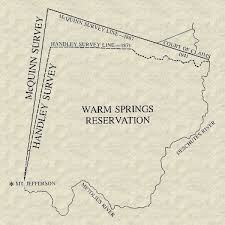 McQUINN SURVEY LINE—1887
HANDLEY SURVEY LINE—1871
COURT OF CLAIMS
1941
McQUINN SURVEY
HANDLEY SURVEY
WARM SPRINGS
RESERVATION
DESCHUTES RIVER
MT. JEFFERSON
METOLIUS RIVER